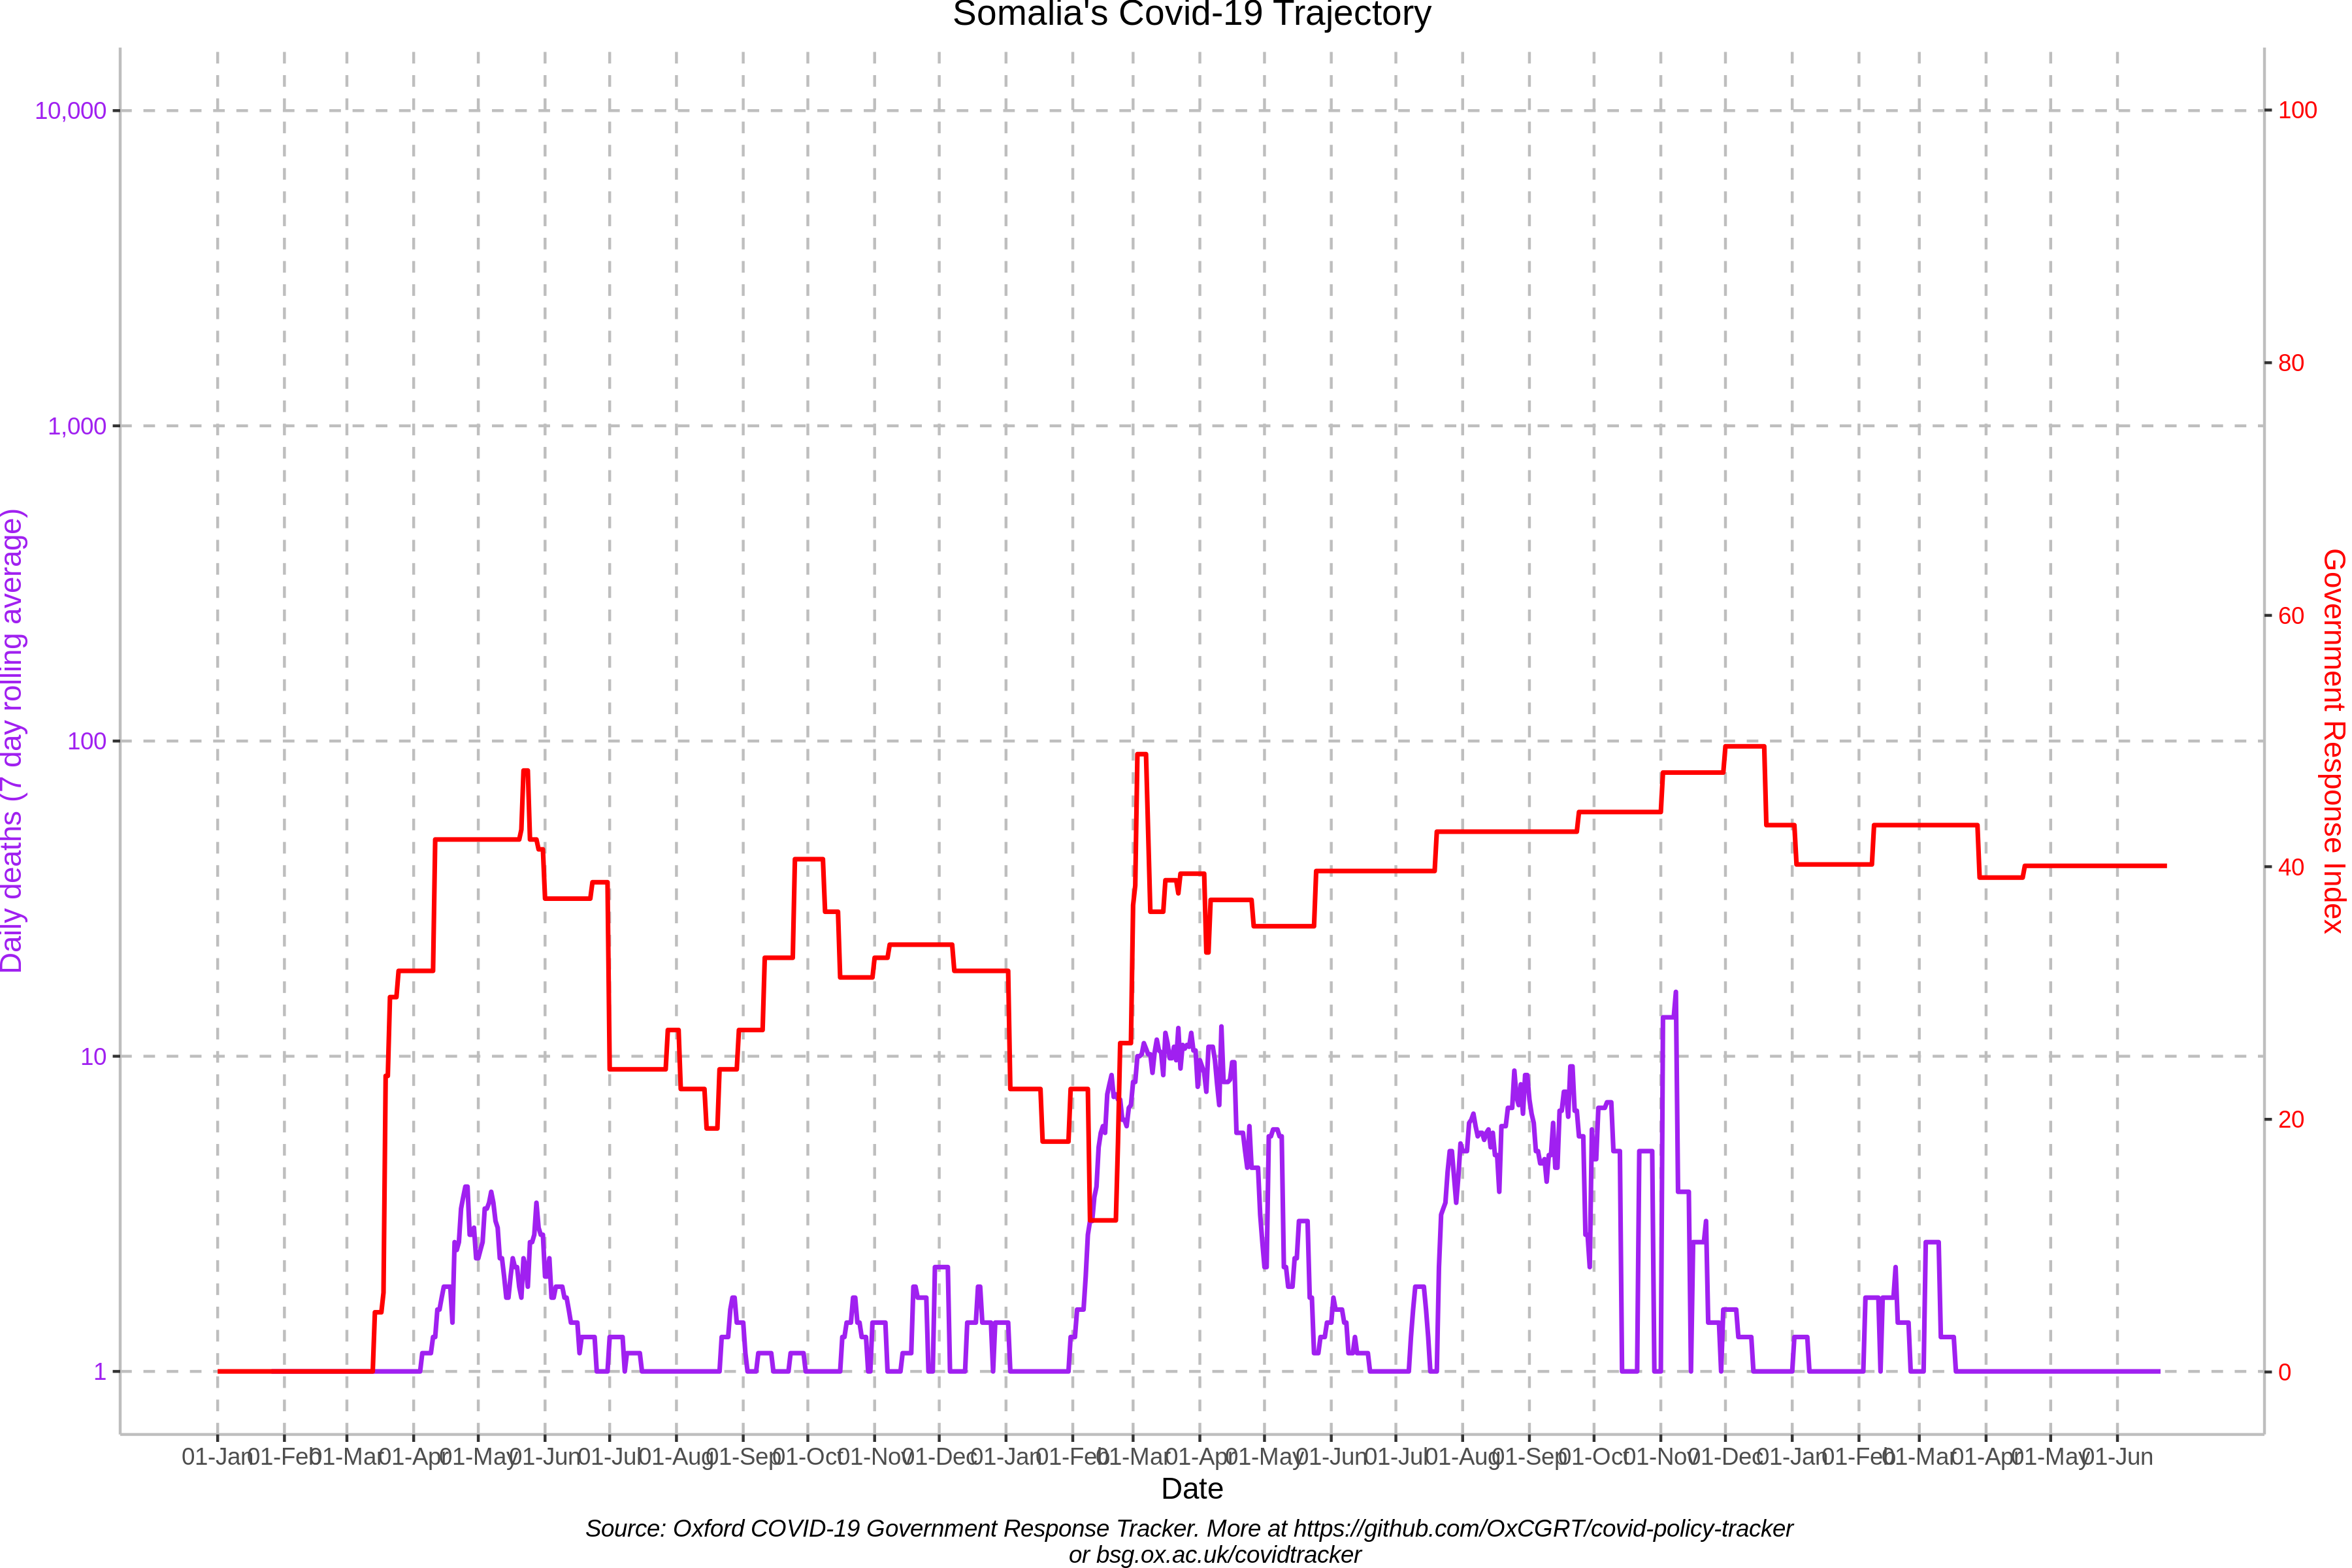 Somalia's Covid-19 Trajectory
Daily deaths (7 day rolling average)
10,000
1,000
100
10
1
100
80
60
40
20
0
Government Response Index
01-Jan 01-Feb 01-Mar 01-Apr 01-May 01-Jun 01-Jul 01-Aug 01-Sep 01-Oct 01-Nov 01-Dec 01-Jan 01-Feb 01-Mar 01-Apr 01-May 01-Jun 01-Jul 01-Aug 01-Sep 01-Oct 01-Nov 01-Dec 01-Jan 01-Feb 01-Mar 01-Apr 01-May 01-Jun
Date
Source: Oxford COVID-19 Government Response Tracker. More at https://github.com/OxCGRT/covid-policy-tracker
or bsg.ox.ac.uk/covidtracker